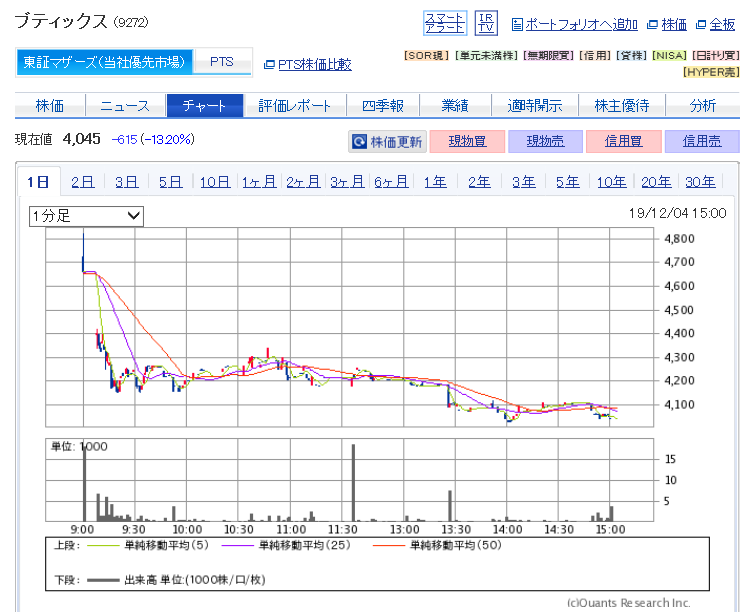 ブティックス (9272)
スマートアラート IR TV ポートフォリオへ追加 株価 全板
東証マザーズ(当社優先市場) PTS PTS株価比較
[SOR現] [単元未満株] [無期限寛] [信用] [貸株] [NISA] [日計り寛]
[HYPER売]
株価 ニュース チャート 評価レポート 四季報 業績 適時開示 株主優待 分析
現在値 4,045 -615 (-13.20%) 株価更新 現物買 現物売 信用買 信用売
1日 2日 3日 5日 10日 1ヶ月 2ヶ月 3ヶ月 6ヶ月 1年 2年 3年 5年 10年 20年 30年
1分足 19/12/04 15:00
4,800
4,700
4,600
4,500
4,400
4,300
4,200
4,100
単位: 1000
15
10
5
9:00 9:30 10:00 10:30 11:00 11:30 13:00 13:30 14:00 14:30 15:00
上段: 単純移動平均(5) 単純移動平均(25) 単純移動平均(50)
下段: 出来高 単位:(1000株/口/枚)
(c)Quants Research Inc.